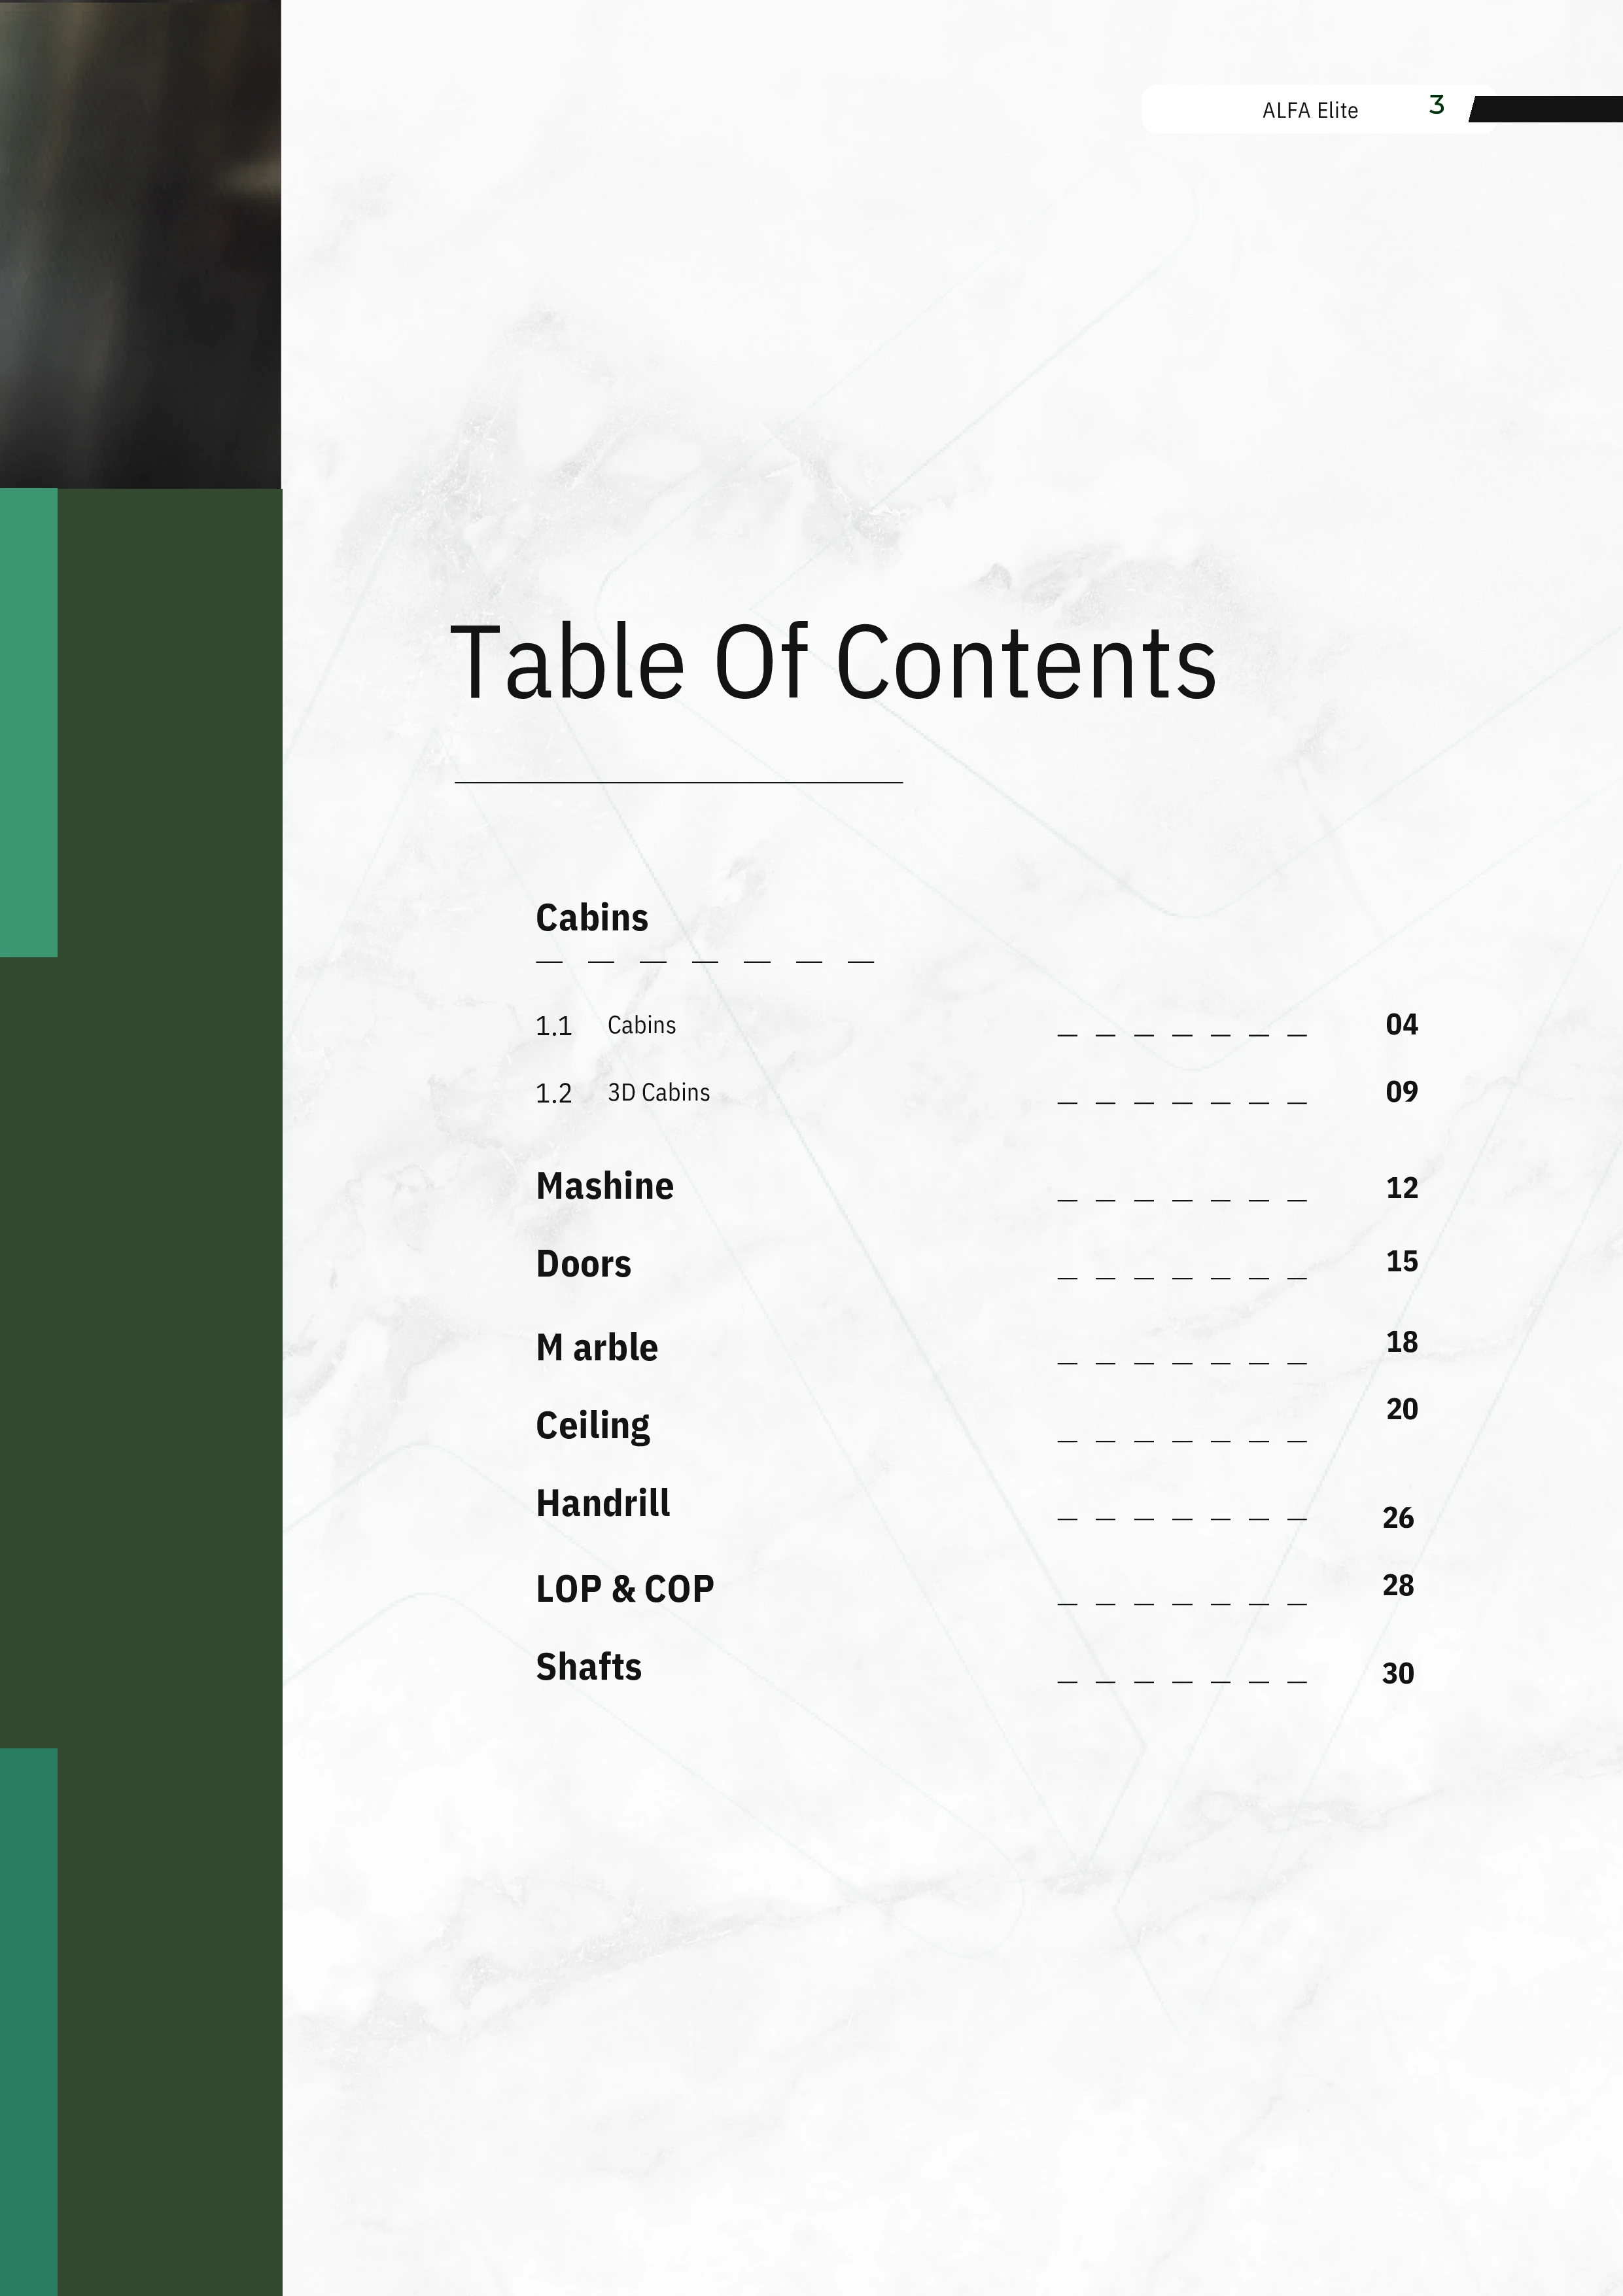 ALFA Elite 3
Table Of Contents
Cabins
1.1 Cabins 04
1.2 3D Cabins 09
Mashine 12
Doors 15
M arble 18
Ceiling 20
Handrill 26
LOP & COP 28
Shafts 30